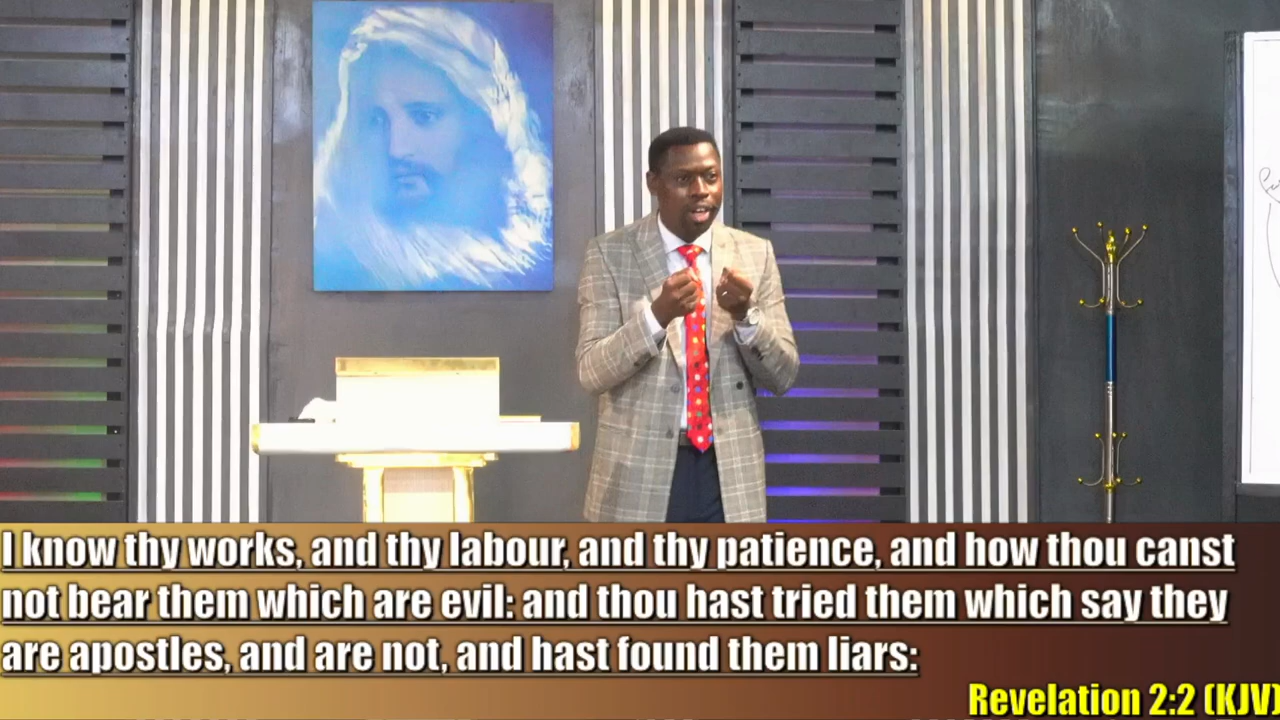 I know thy works, and thy labour, and thy patience, and how thou canst
not bear them which are evil: and thou hast tried them which say they
are apostles, and are not, and hast found them liars:
Revelation 2:2 (KJV)